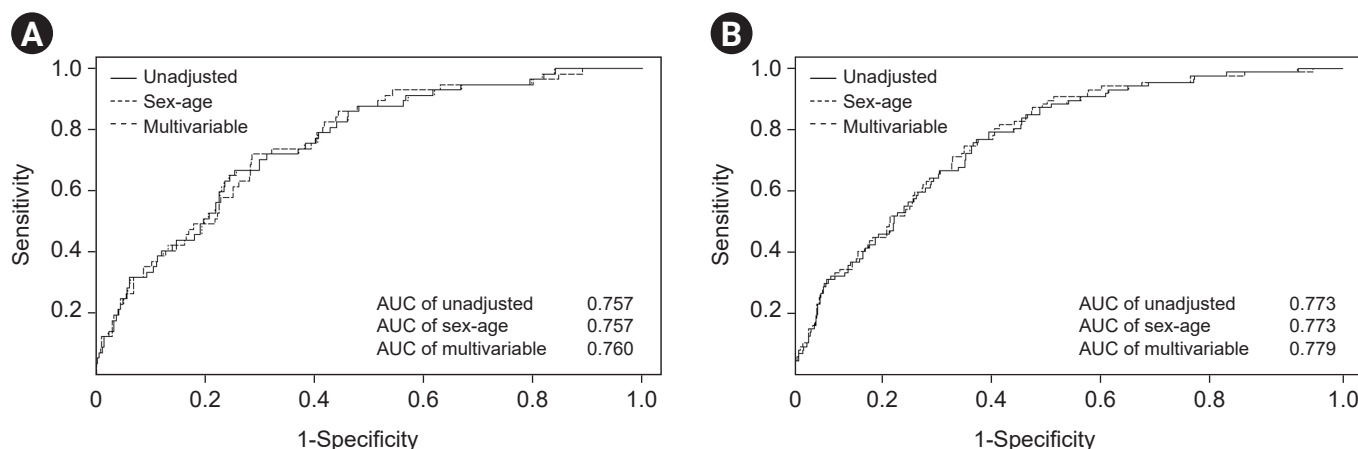 A
1.0
0.8
0.6
0.4
0.2
Sensitivity
Unadjusted
Sex-age
Multivariable
AUC of unadjusted 0.757
AUC of sex-age 0.757
AUC of multivariable 0.760
0 0.2 0.4 0.6 0.8 1.0
1-Specificity
B
1.0
0.8
0.6
0.4
0.2
Sensitivity
Unadjusted
Sex-age
Multivariable
AUC of unadjusted 0.773
AUC of sex-age 0.773
AUC of multivariable 0.779
0 0.2 0.4 0.6 0.8 1.0
1-Specificity